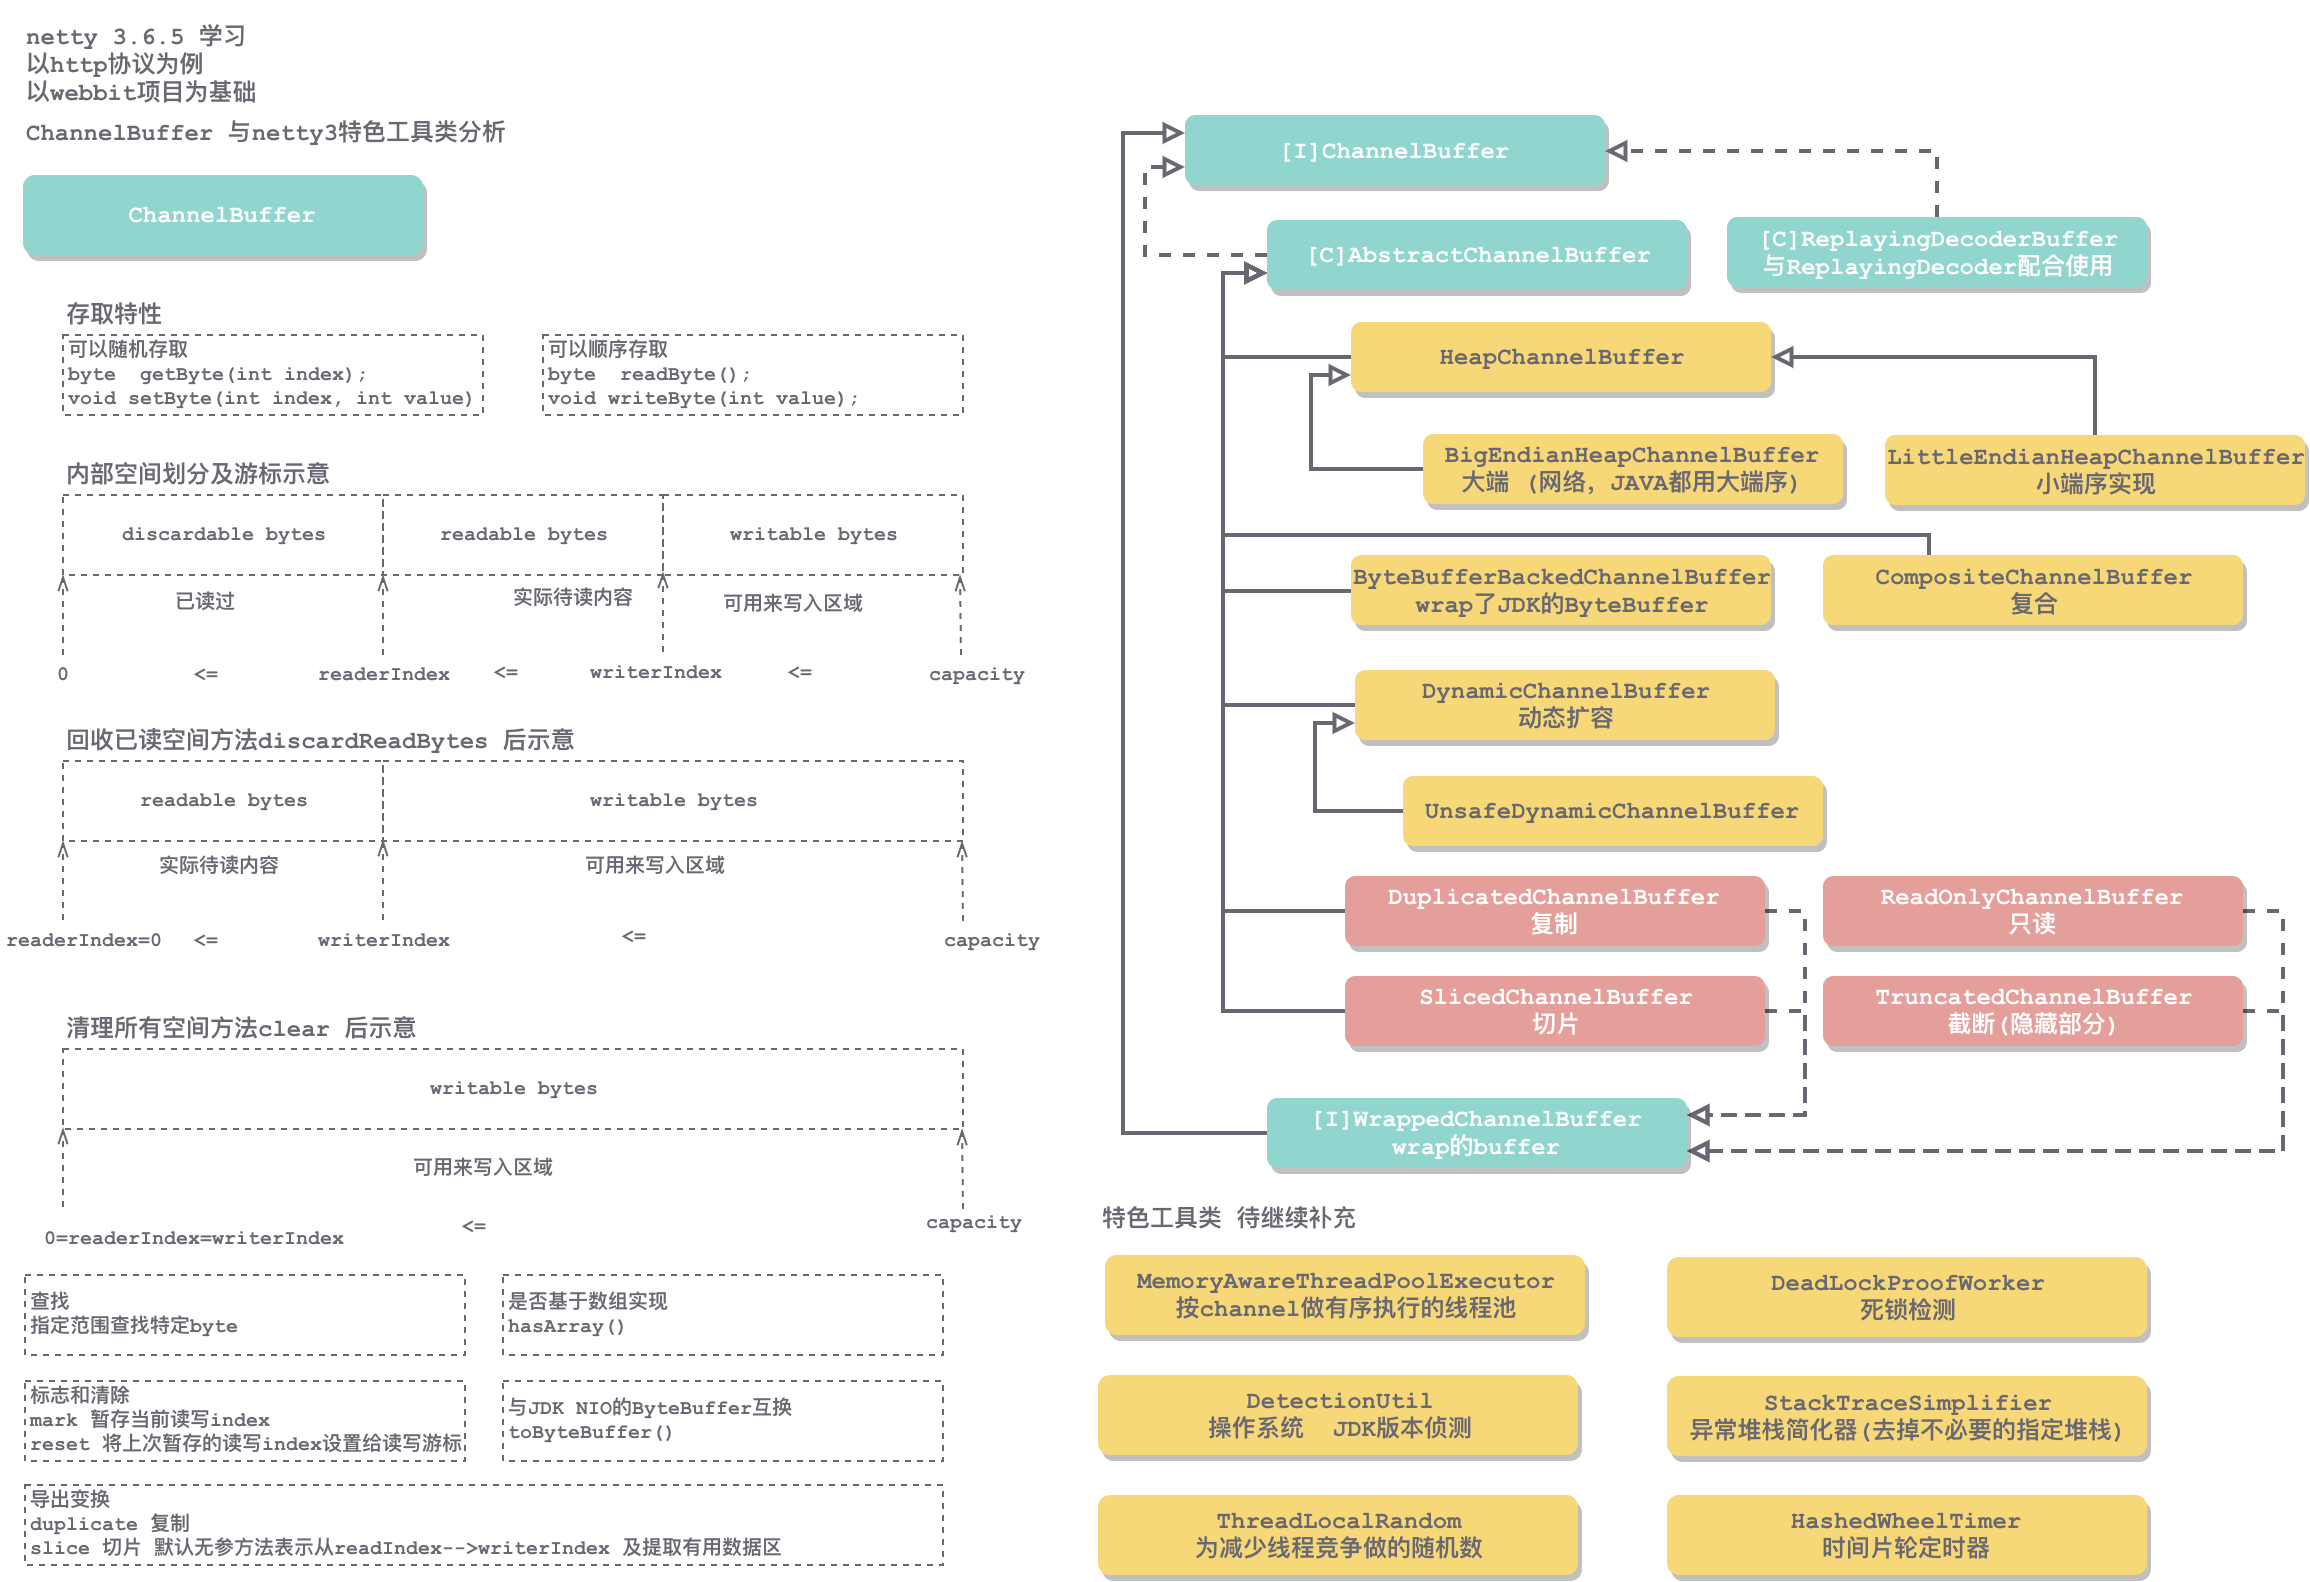 netty 3.6.5 学习
以http协议为例
以webbit项目为基础
ChannelBuffer 与netty3特色工具类分析
ChannelBuffer
存取特性
可以随机存取
byte  getByte(int index);
void setByte(int index, int value)
可以顺序存取
byte  readByte();
void writeByte(int value);
内部空间划分及游标示意
discardable bytes
readable bytes
writable bytes
已读过
实际待读内容
可用来写入区域
0
<=
readerIndex
<=
writerIndex
<=
capacity
回收已读空间方法discardReadBytes 后示意
readable bytes
writable bytes
实际待读内容
可用来写入区域
readerIndex=0
<=
writerIndex
<=
capacity
清理所有空间方法clear 后示意
writable bytes
可用来写入区域
0=readerIndex=writerIndex
<=
capacity
查找
指定范围查找特定byte
是否基于数组实现
hasArray()
标志和清除
mark 暂存当前读写index
reset 将上次暂存的读写index设置给读写游标
与JDK NIO的ByteBuffer互换
toByteBuffer()
导出变换
duplicate 复制
slice 切片 默认无参方法表示从readIndex-->writerIndex 及提取有用数据区
[I]ChannelBuffer
[C]AbstractChannelBuffer
[C]ReplayingDecoderBuffer
与ReplayingDecoder配合使用
HeapChannelBuffer
BigEndianHeapChannelBuffer
大端 (网络, JAVA都用大端序)
LittleEndianHeapChannelBuffer
小端序实现
ByteBufferBackedChannelBuffer
wrap了JDK的ByteBuffer
CompositeChannelBuffer
复合
DynamicChannelBuffer
动态扩容
UnsafeDynamicChannelBuffer
DuplicatedChannelBuffer
复制
ReadOnlyChannelBuffer
只读
SlicedChannelBuffer
切片
TruncatedChannelBuffer
截断(隐藏部分)
[I]WrappedChannelBuffer
wrap的buffer
特色工具类 待继续补充
MemoryAwareThreadPoolExecutor
按channel做有序执行的线程池
DeadLockProofWorker
死锁检测
DetectionUtil
操作系统  JDK版本侦测
StackTraceSimplifier
异常堆栈简化器(去掉不必要的指定堆栈)
ThreadLocalRandom
为减少线程竞争做的随机数
HashedWheelTimer
时间片轮定时器